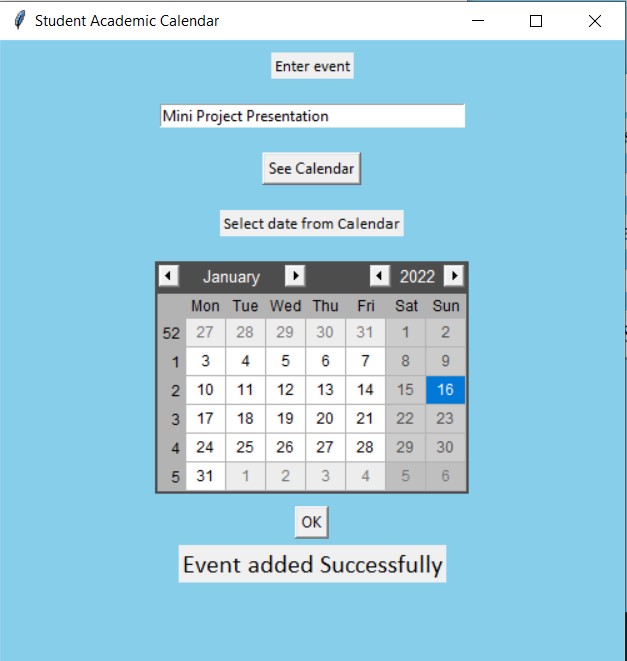 Student Academic Calendar
Enter event
Mini Project Presentation
See Calendar
Select date from Calendar
January 2022
Mon Tue Wed Thu Fri Sat Sun
52 27 28 29 30 31 1 2
1 3 4 5 6 7 8 9
2 10 11 12 13 14 15 16
3 17 18 19 20 21 22 23
4 24 25 26 27 28 29 30
5 31 1 2 3 4 5 6
OK
Event added Successfully